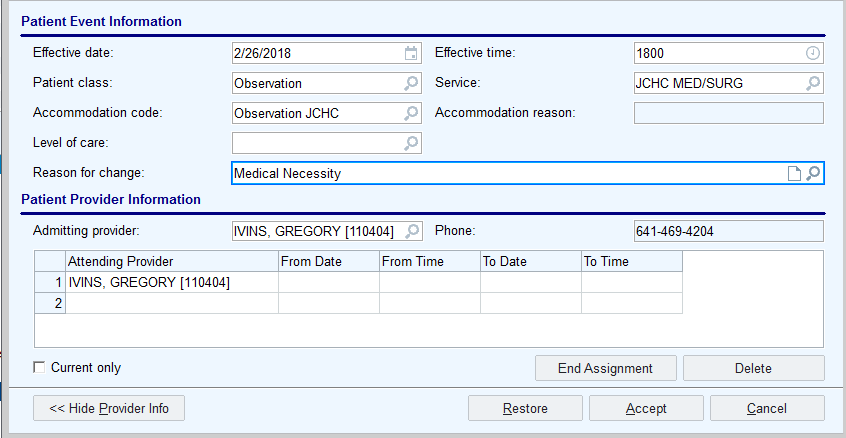 Patient Event Information
Effective date: 2/26/2018 Effective time: 1800
Patient class: Observation Service: JCHC MED/SURG
Accommodation code: Observation JCHC Accommodation reason:
Level of care:
Reason for change: Medical Necessity
Patient Provider Information
Admitting provider: IVINS, GREGORY [110404] Phone: 641-469-4204
Attending Provider From Date From Time To Date To Time
1 IVINS, GREGORY [110404]
2
Current only End Assignment Delete
<< Hide Provider Info Restore Accept Cancel